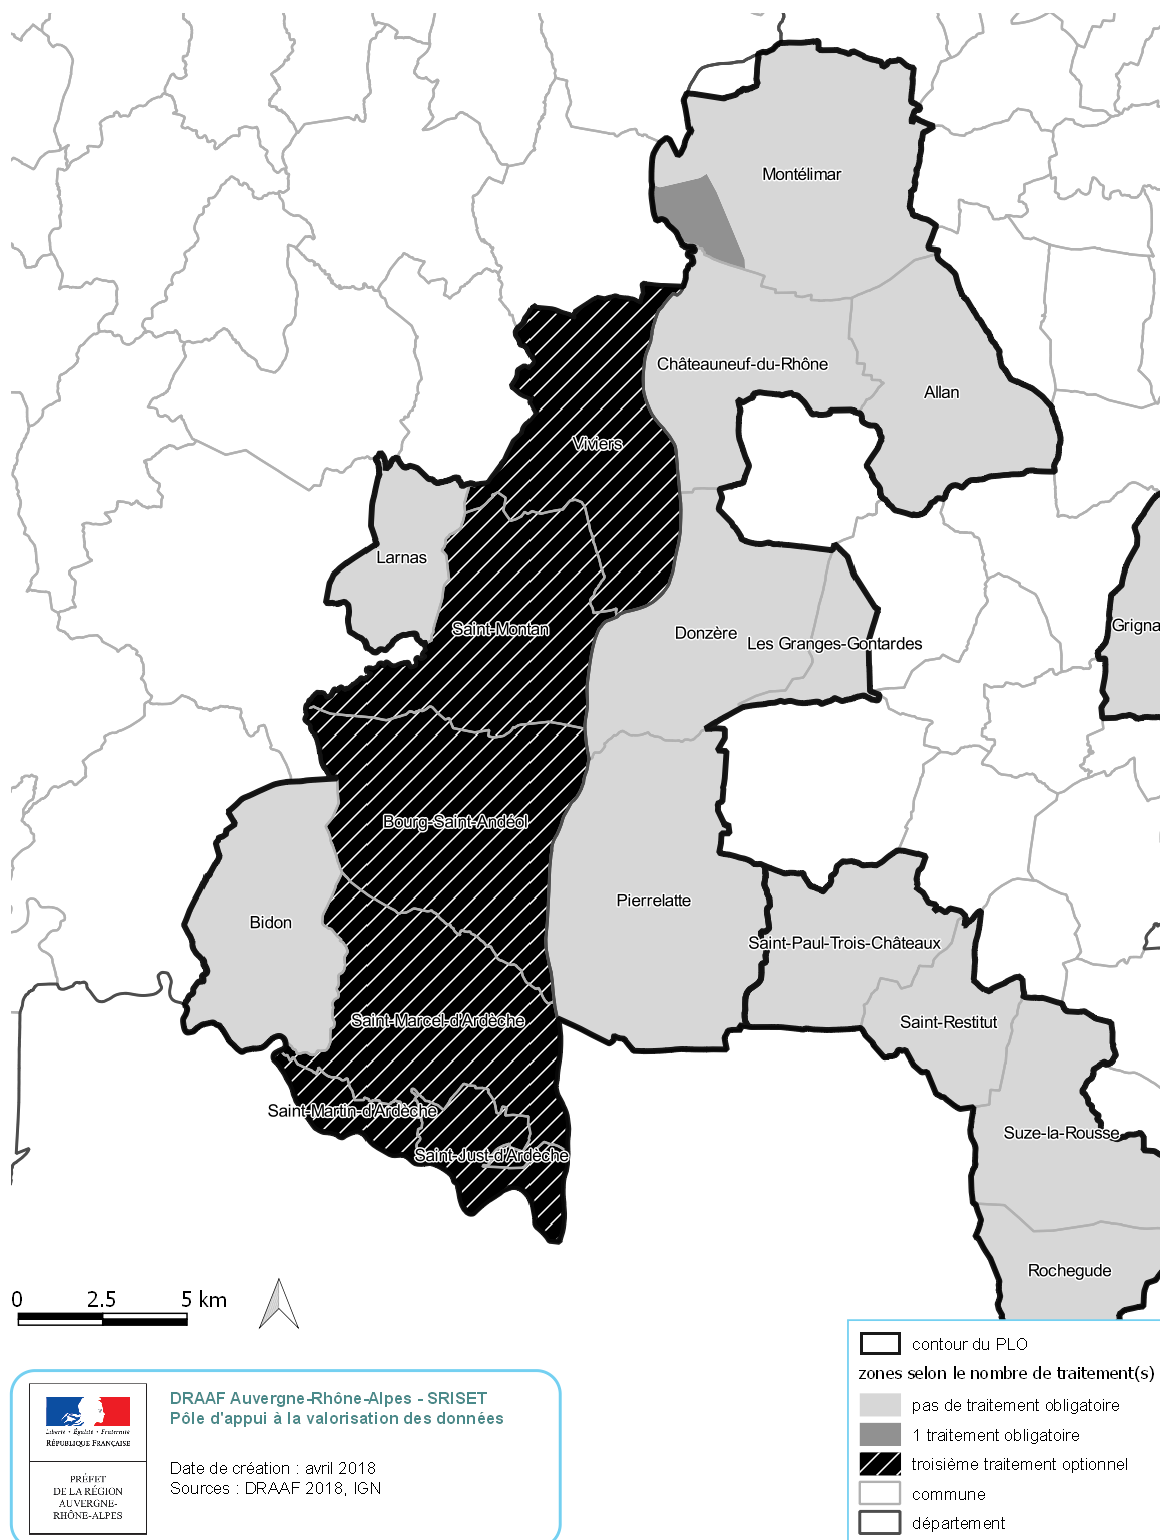 Montélimar
Châteauneuf-du-Rhône
Allan
Viviers
Larnas
Saint-Montan
Donzère
Les Granges-Gontardes
Grigna
Bourg-Saint-Andéol
Pierrelatte
Bidon
Saint-Paul-Trois-Châteaux
Saint-Marcel-d'Ardèche
Saint-Restitut
Saint-Martin-d'Ardèche
Suze-la-Rousse
Saint-Just-d'Ardèche
Rochegude
0 2.5 5 km
contour du PLO
zones selon le nombre de traitement(s)
pas de traitement obligatoire
1 traitement obligatoire
troisième traitement optionnel
commune
département
DRAAF Auvergne-Rhône-Alpes - SRISET
Pôle d'appui à la valorisation des données
Date de création : avril 2018
Sources : DRAAF 2018, IGN
Liberté • Égalité • Fraternité
RÉPUBLIQUE FRANÇAISE
PRÉFET
DE LA RÉGION
AUVERGNE-
RHÔNE-ALPES